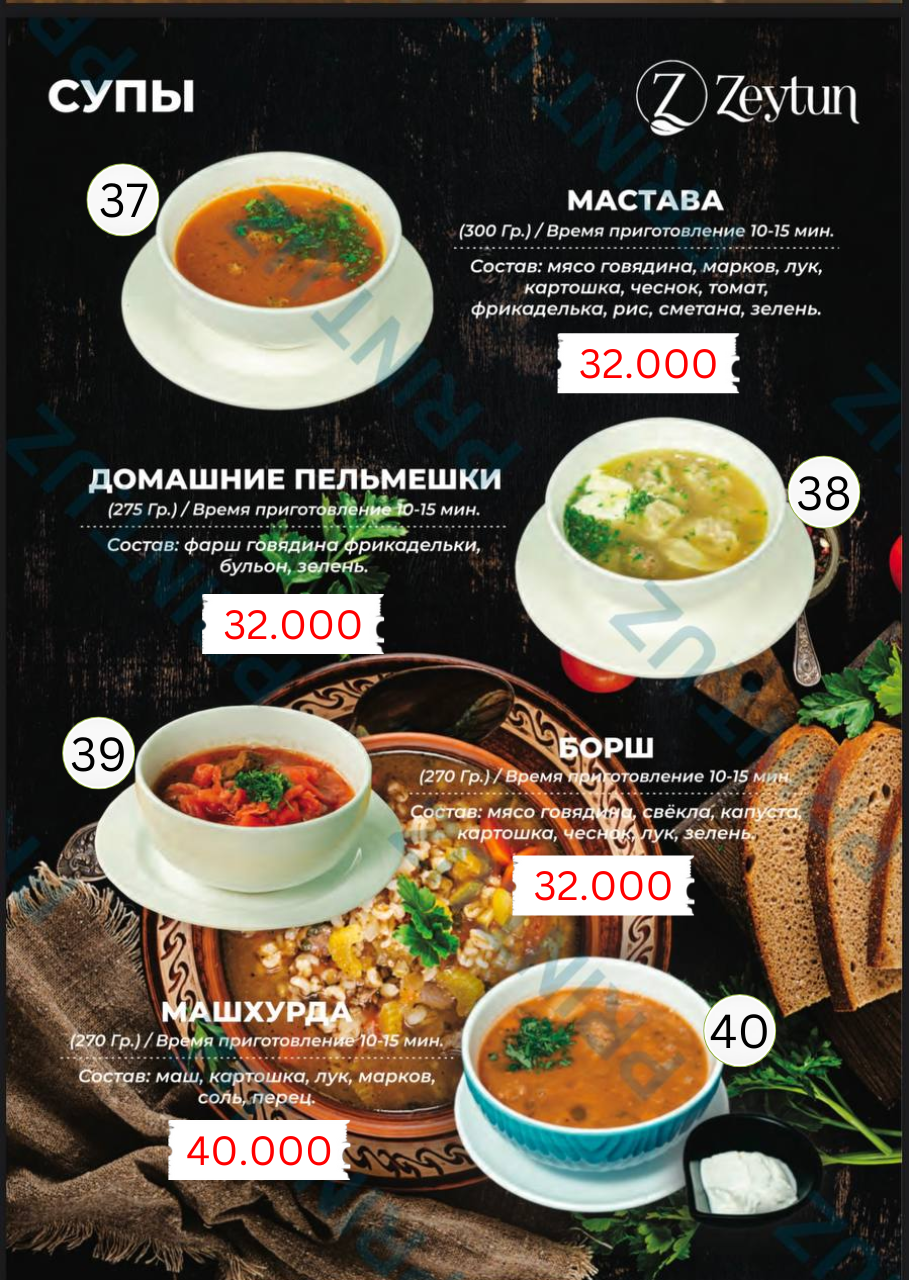 СУПЫ
Z Zeytun
37
МАСТАВА
(300 Гр.) / Время приготовление 10-15 мин.
Состав: мясо говядина, марков, лук,
картошка, чеснок, томат,
фрикаделька, рис, сметана, зелень.
32.000
ДОМАШНИЕ ПЕЛЬМЕШКИ
(275 Гр.) / Время приготовление 10-15 мин.
Состав: фарш говядина фрикадельки,
бульон, зелень.
32.000
38
39
БОРШ
(270 Гр.) / Время приготовление 10-15 мин.
Состав: мясо говядина, свёкла, капуста,
картошка, чеснок, лук, зелень.
32.000
МАШХУРДА
(270 Гр.) / Время приготовление 10-15 мин.
Состав: маш, картошка, лук, марков,
соль, перец.
40.000
40
PRINT.UZ